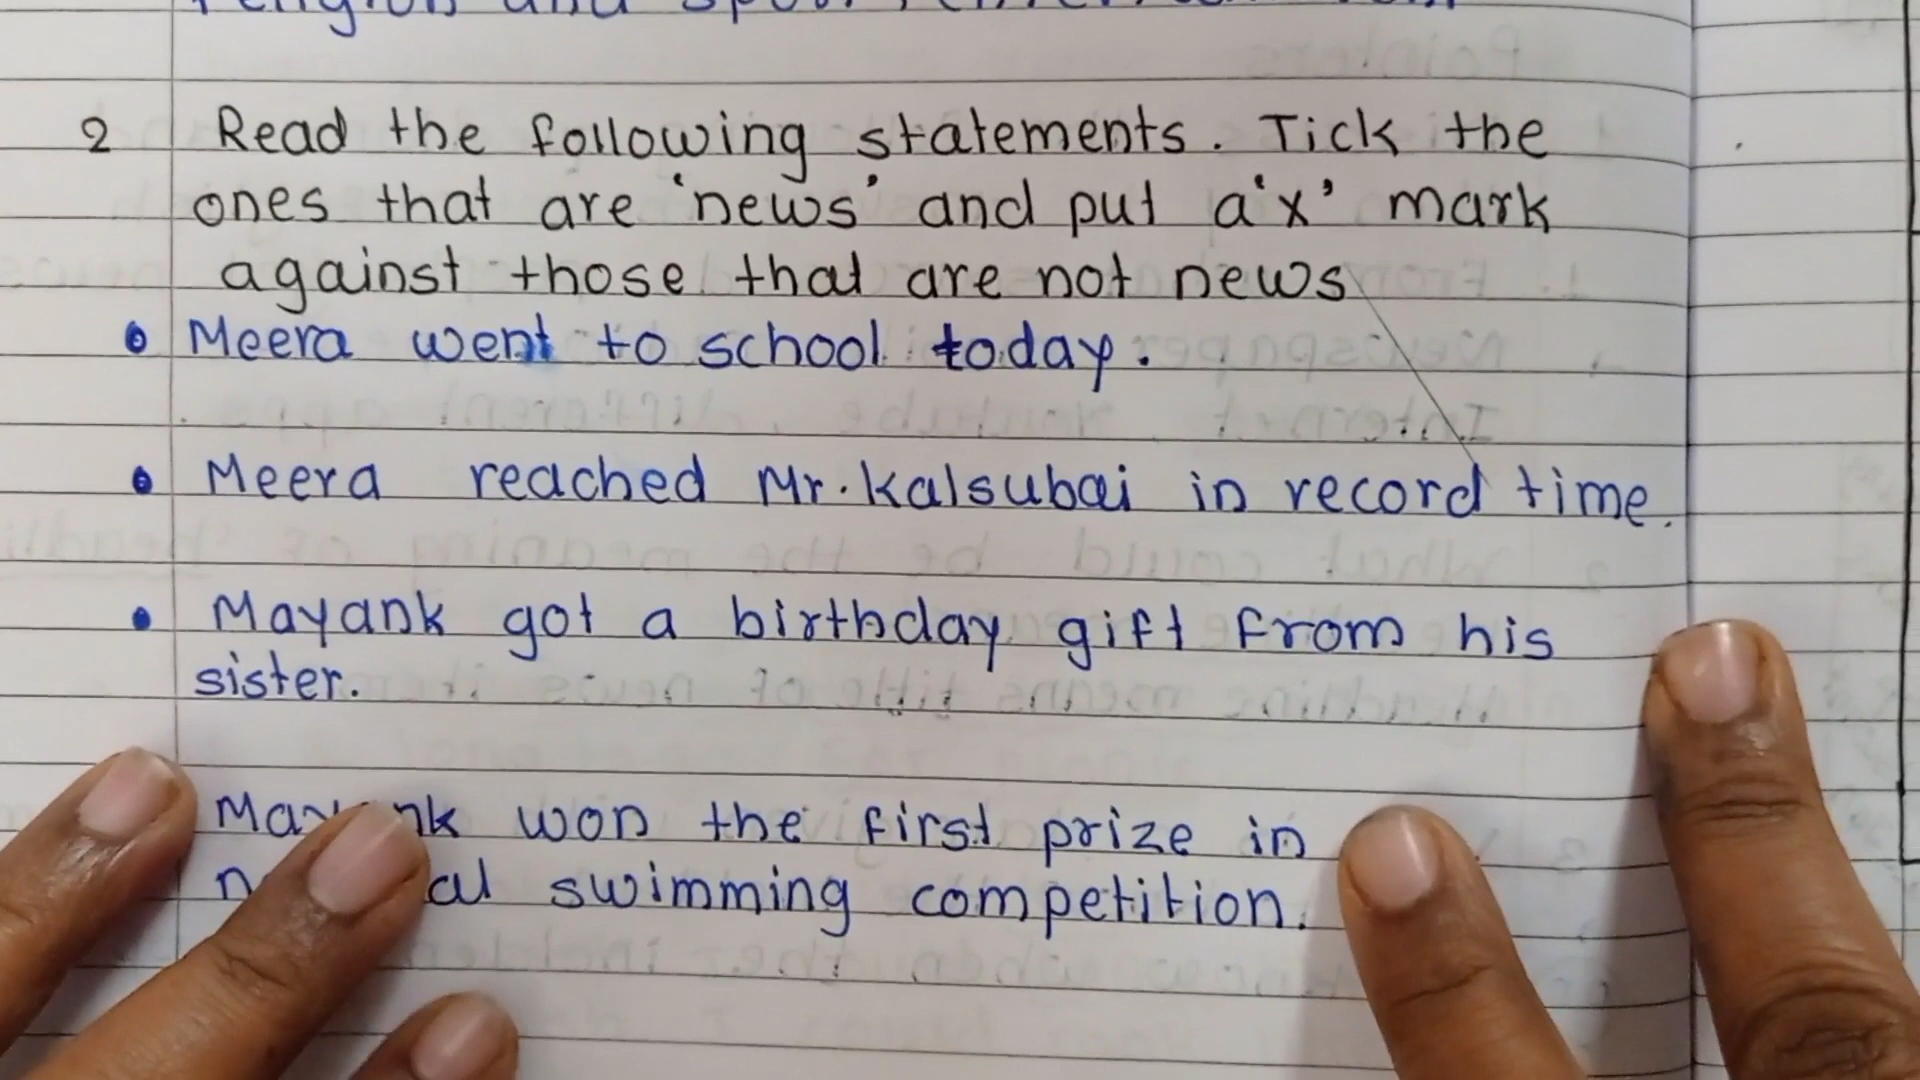 2 Read the following statements. Tick the
ones that are 'news' and put a 'x' mark
against those that are not news
• Meera went to school today.
• Meera reached Mr. Kalsubai in record time.
• Mayank got a birthday gift from his
sister.
won the first prize in
swimming competition.